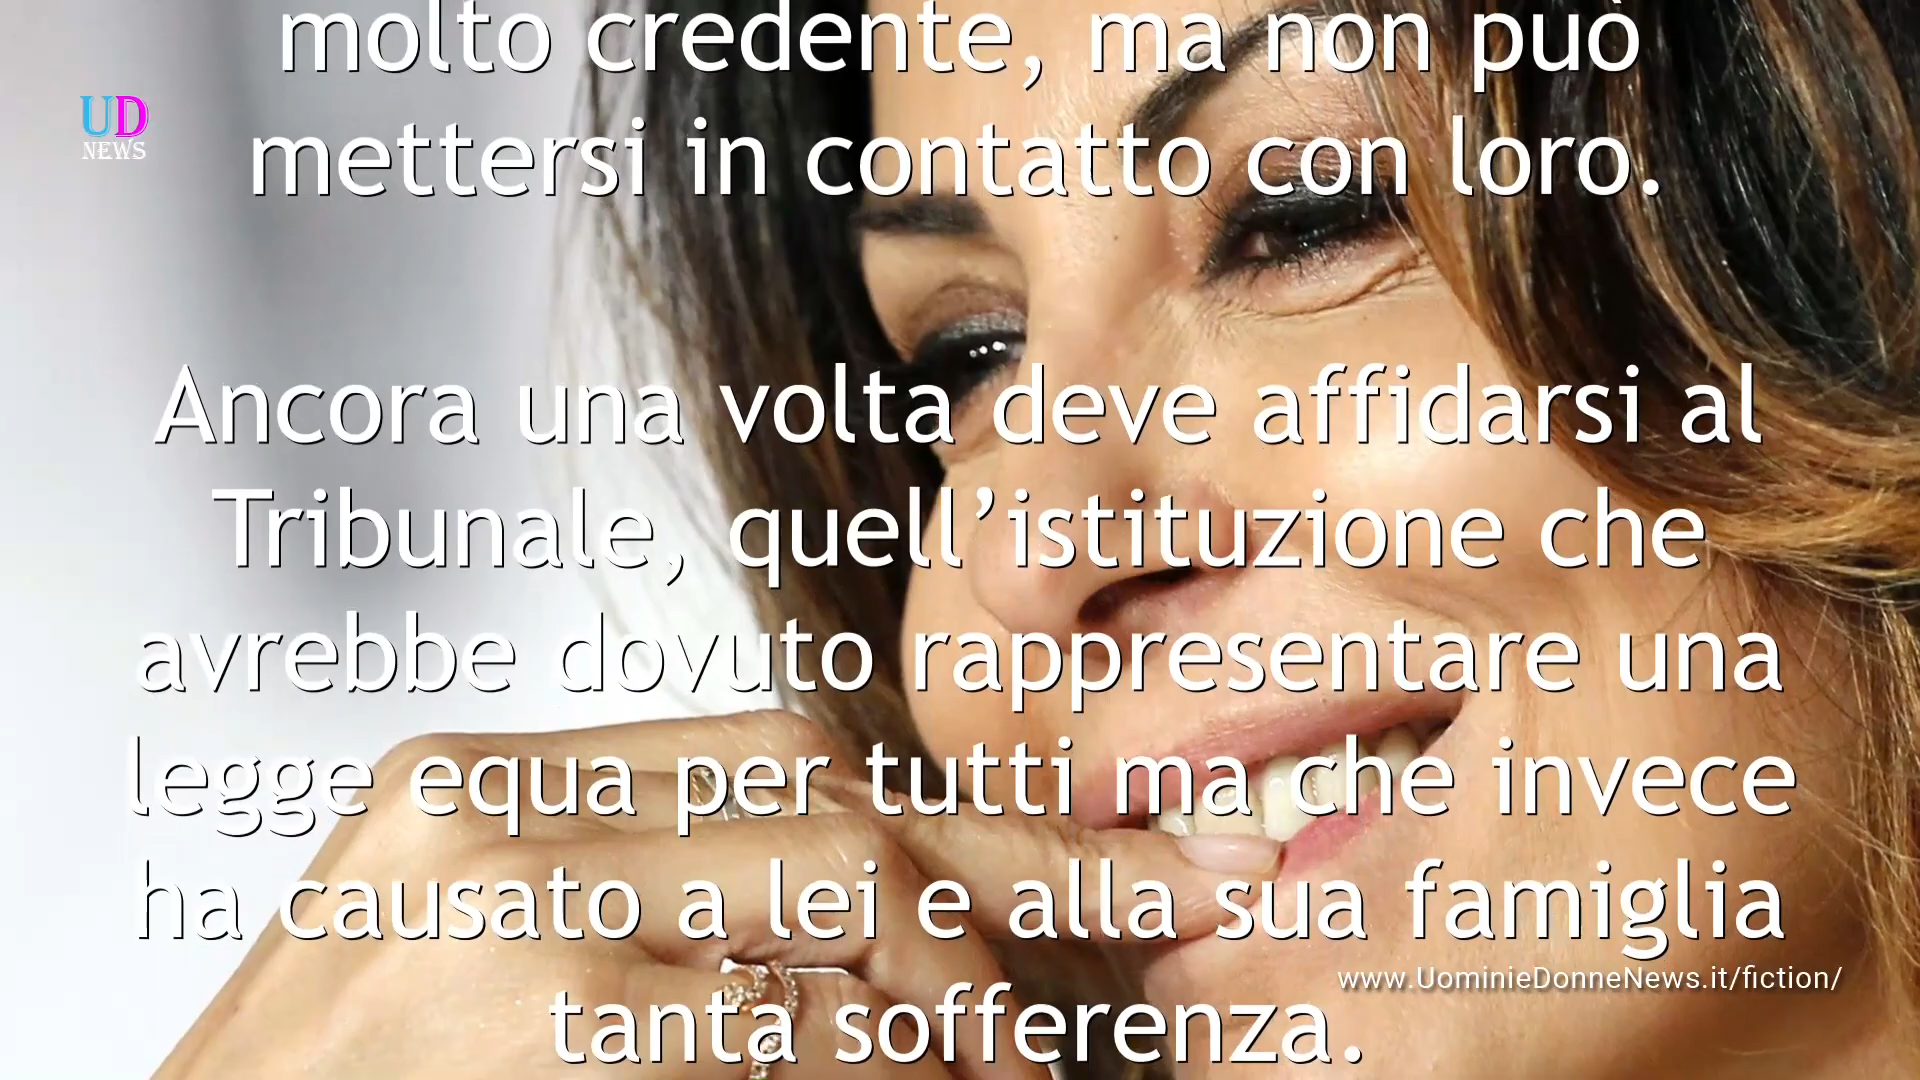 molto credente, ma non può
UD
NEWS
mettersi in contatto con loro.
Ancora una volta deve affidarsi al
Tribunale, quell’istituzione che
avrebbe dovuto rappresentare una
legge equa per tutti ma che invece
ha causato a lei e alla sua famiglia
www.UominieDonneNews.it/fiction/
tanta sofferenza.